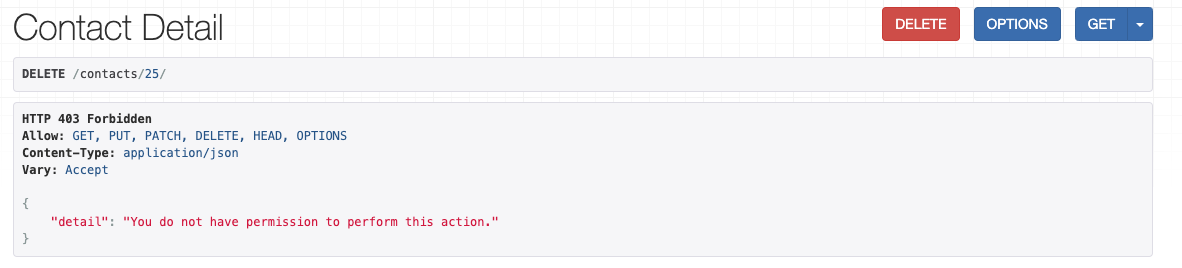 Contact Detail
DELETE
OPTIONS
GET
DELETE /contacts/25/
HTTP 403 Forbidden
Allow: GET, PUT, PATCH, DELETE, HEAD, OPTIONS
Content-Type: application/json
Vary: Accept
{
    "detail": "You do not have permission to perform this action."
}